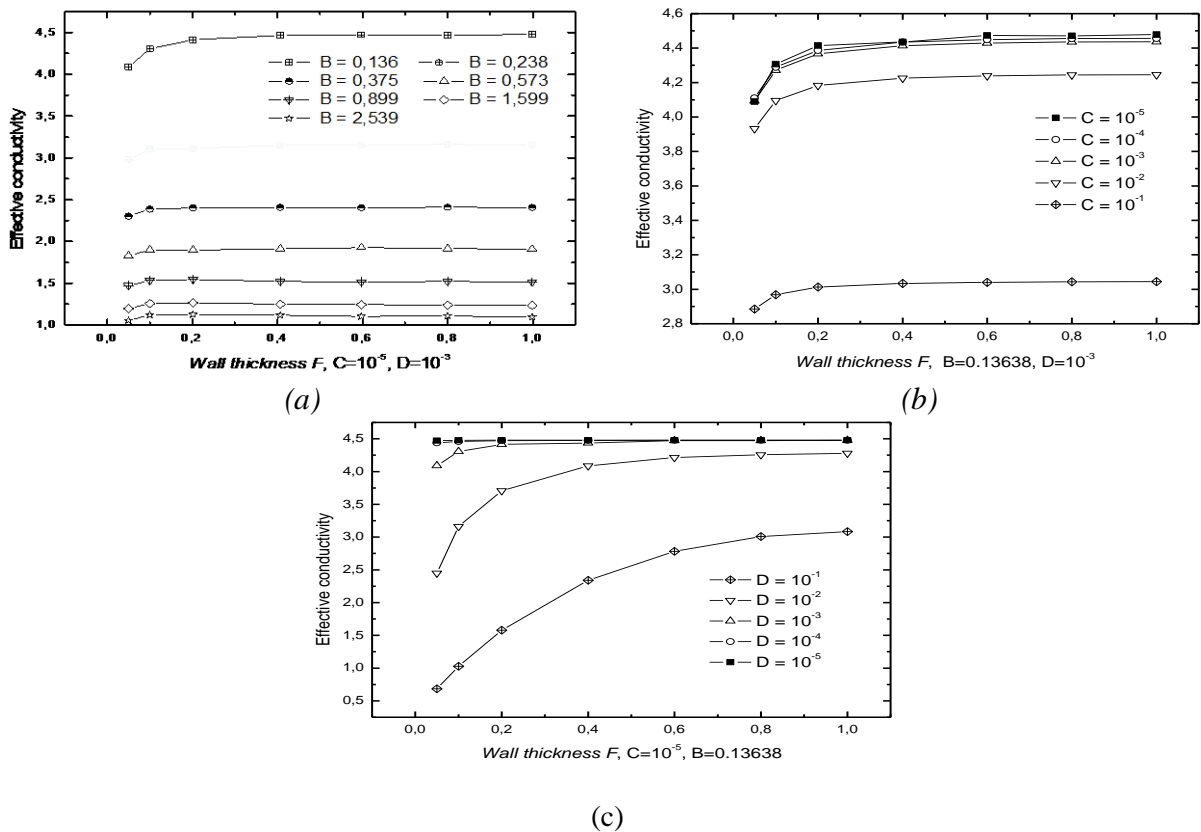 4,5
4,0
3,5
3,0
2,5
2,0
1,5
1,0
Effective conductivity
B = 0,136
B = 0,238
B = 0,375
B = 0,573
B = 0,899
B = 1,599
B = 2,539
0,0
0,2
0,4
0,6
0,8
1,0
Wall thickness F, C=10⁻⁵, D=10⁻³
(a)
4,6
4,4
4,2
4,0
3,8
3,6
3,4
3,2
3,0
2,8
Effective conductivity
C = 10⁻⁵
C = 10⁻⁴
C = 10⁻³
C = 10⁻²
C = 10⁻¹
0,0
0,2
0,4
0,6
0,8
1,0
Wall thickness F, B=0.13638, D=10⁻³
(b)
4,5
4,0
3,5
3,0
2,5
2,0
1,5
1,0
0,5
Effective conductivity
D = 10⁻¹
D = 10⁻²
D = 10⁻³
D = 10⁻⁴
D = 10⁻⁵
0,0
0,2
0,4
0,6
0,8
1,0
Wall thickness F, C=10⁻⁵, B=0.13638
(c)